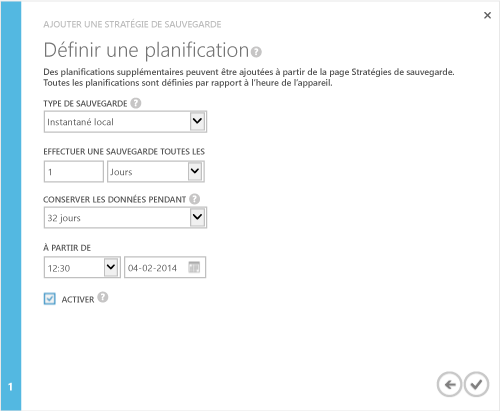 AJOUTER UNE STRATÉGIE DE SAUVEGARDE
Définir une planification
Des planifications supplémentaires peuvent être ajoutées à partir de la page Stratégies de sauvegarde.
Toutes les planifications sont définies par rapport à l'heure de l'appareil.
TYPE DE SAUVEGARDE
Instantané local
EFFECTUER UNE SAUVEGARDE TOUTES LES
1 Jours
CONSERVER LES DONNÉES PENDANT
32 jours
À PARTIR DE
12:30 04-02-2014
ACTIVER
1